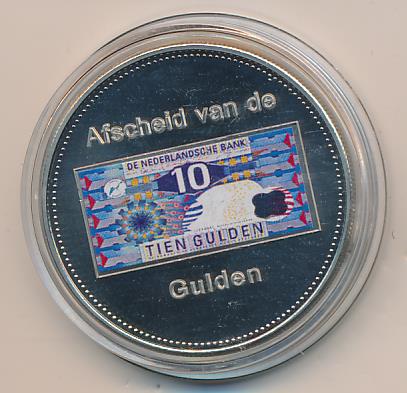 Afscheid van de
DE NEDERLANDSCHE BANK
10
TIEN GULDEN
Gulden